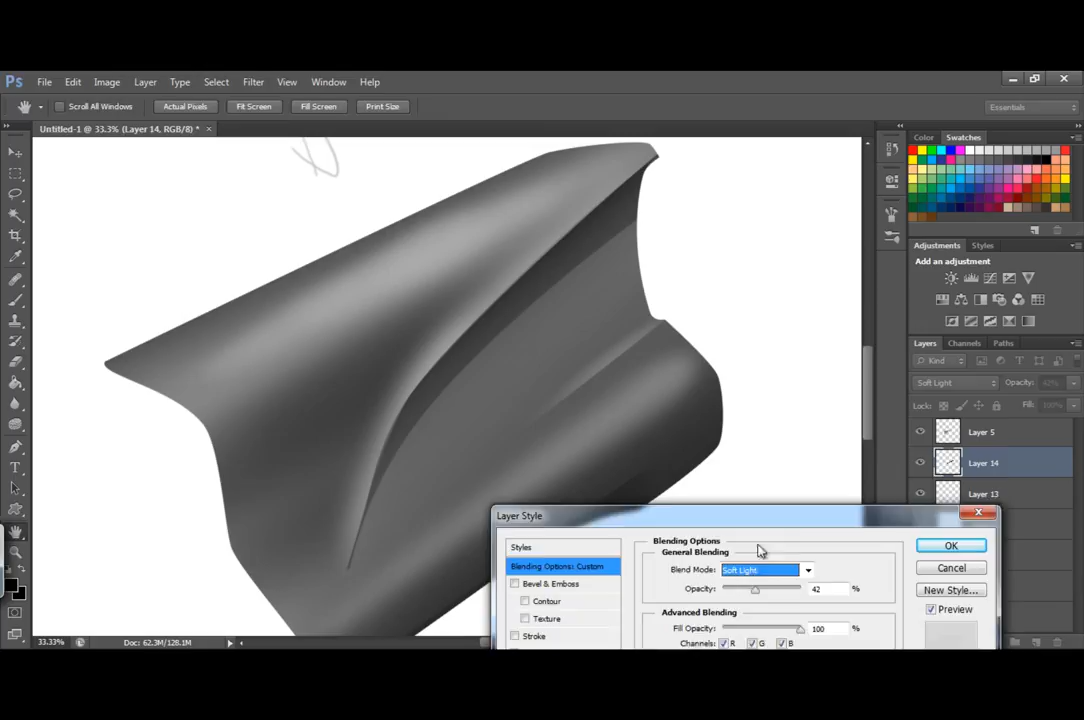 Ps File Edit Image Layer Type Select Filter View Window Help
Scroll All Windows Actual Pixels Fit Screen Fill Screen Print Size Essentials
Untitled-1 @ 33.3% (Layer 14, RGB/8) * ×
Color Swatches
Adjustments Styles
Add an adjustment
Layers Channels Paths
Kind
Soft Light Opacity: 42%
Lock: Fill: 100%
Layer 5
Layer 14
Layer 13
Layer Style
Styles
Blending Options: Custom
Bevel & Emboss
Contour
Texture
Stroke
Blending Options
General Blending
Blend Mode: Soft Light
Opacity: 42 %
Advanced Blending
Fill Opacity: 100 %
Channels: R G B
OK
Cancel
New Style...
Preview
33.33% Doc: 62.3M/128.1M